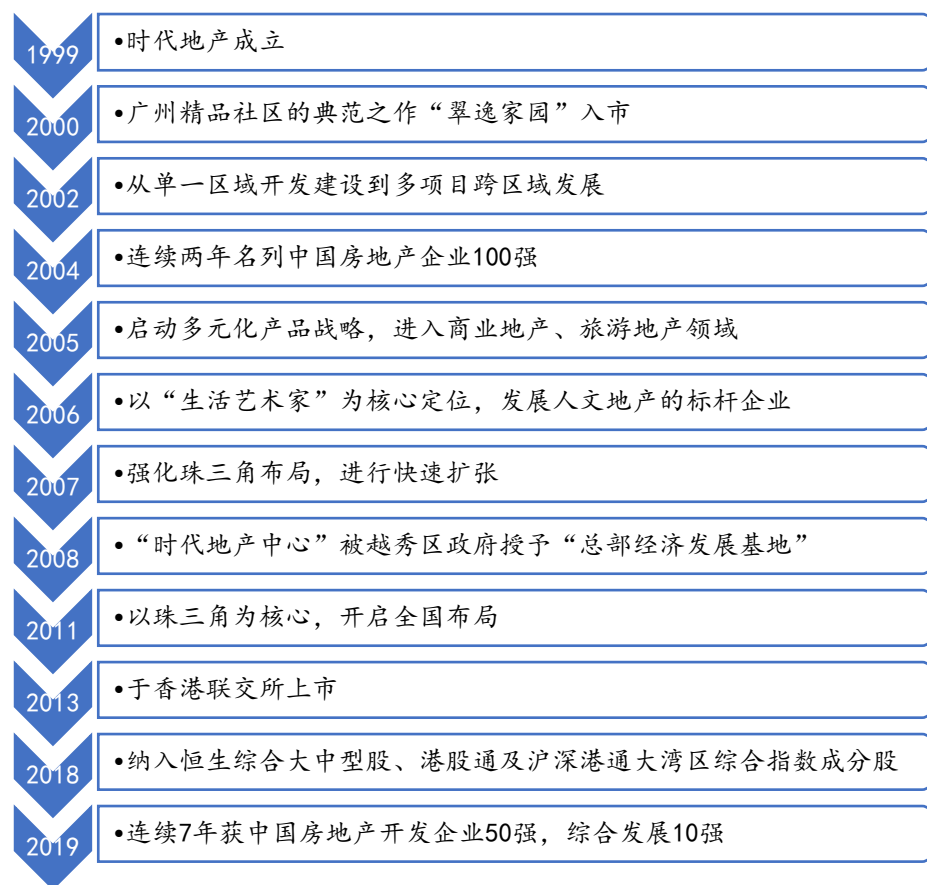 1999
•时代地产成立
2000
•广州精品社区的典范之作“翠逸家园”入市
2002
•从单一区域开发建设到多项目跨区域发展
2004
•连续两年名列中国房地产企业100强
2005
•启动多元化产品战略，进入商业地产、旅游地产领域
2006
•以“生活艺术家”为核心定位，发展人文地产的标杆企业
2007
•强化珠三角布局，进行快速扩张
2008
•“时代地产中心”被越秀区政府授予“总部经济发展基地”
2011
•以珠三角为核心，开启全国布局
2013
•于香港联交所上市
2018
•纳入恒生综合大中型股、港股通及沪深港通大湾区综合指数成分股
2019
•连续7年获中国房地产开发企业50强，综合发展10强